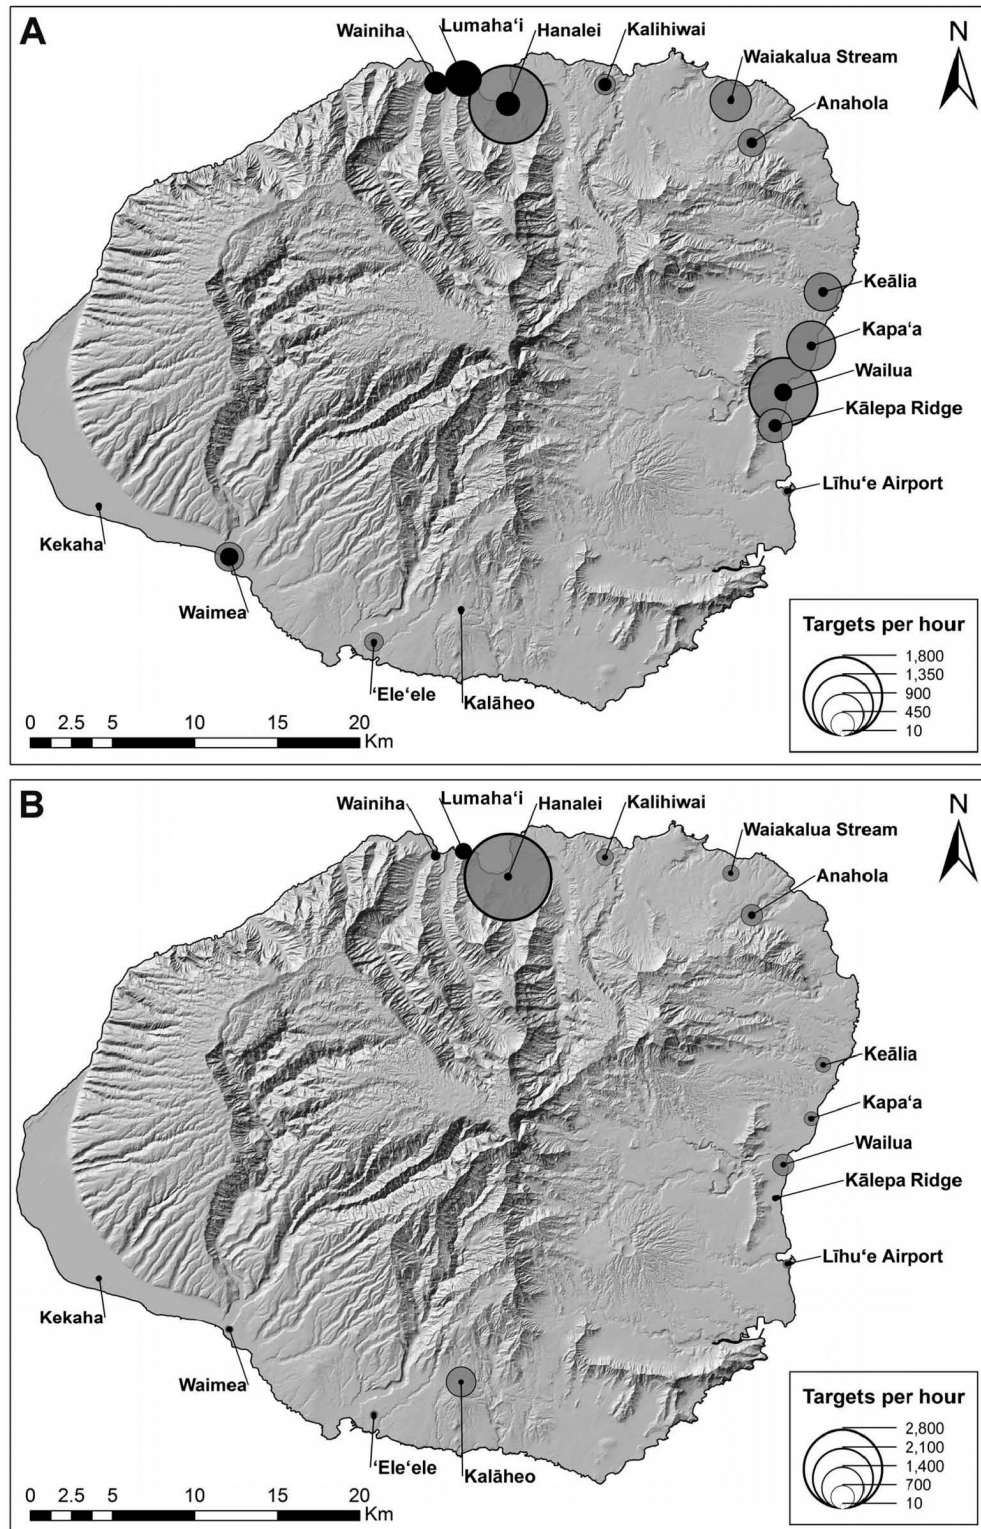 A
Lumahaʻi
Wainiha
Hanalei
Kalihiwai
N
Waiakalua Stream
Anahola
Keālia
Kapaʻa
Wailua
Kālepa Ridge
Līhuʻe Airport
Kekaha
Waimea
ʻEleʻele
Kalāheo
Targets per hour
1,800
1,350
900
450
10
0 2.5 5 10 15 20
Km
B
Lumahaʻi
Wainiha
Hanalei
Kalihiwai
N
Waiakalua Stream
Anahola
Keālia
Kapaʻa
Wailua
Kālepa Ridge
Līhuʻe Airport
Kekaha
Waimea
ʻEleʻele
Kalāheo
Targets per hour
2,800
2,100
1,400
700
10
0 2.5 5 10 15 20
Km